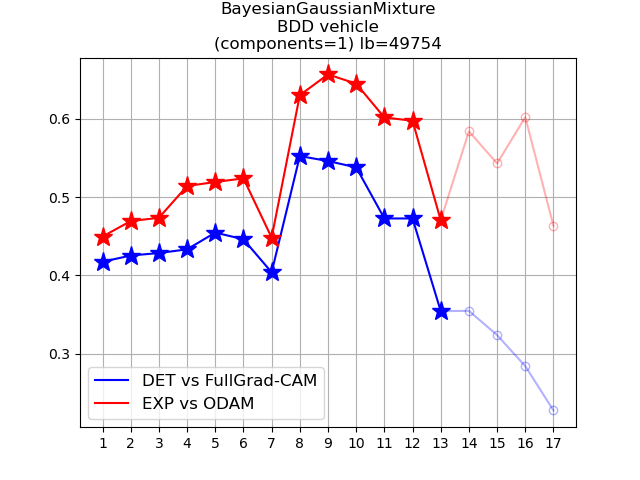 BayesianGaussianMixture
BDD vehicle
(components=1) lb=49754
0.6
0.5
0.4
0.3
DET vs FullGrad-CAM
EXP vs ODAM
1 2 3 4 5 6 7 8 9 10 11 12 13 14 15 16 17